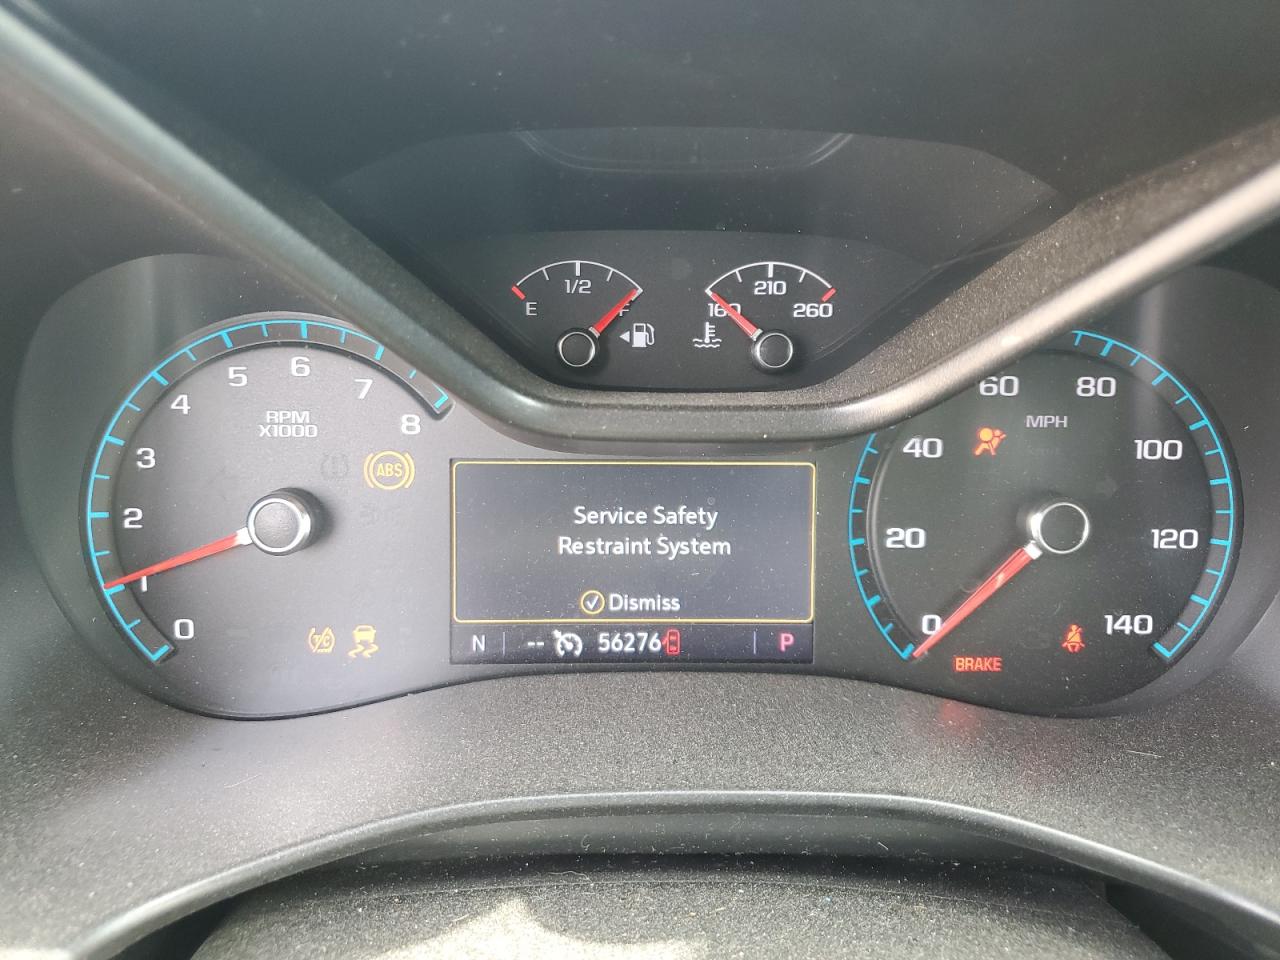 E
1/2
F
160
210
260
0
1
2
3
4
5
6
7
8
RPM
X1000
ABS
T/C
Service Safety
Restraint System
Dismiss
N -- 56276 P
0
20
40
60
80
100
120
140
MPH
BRAKE